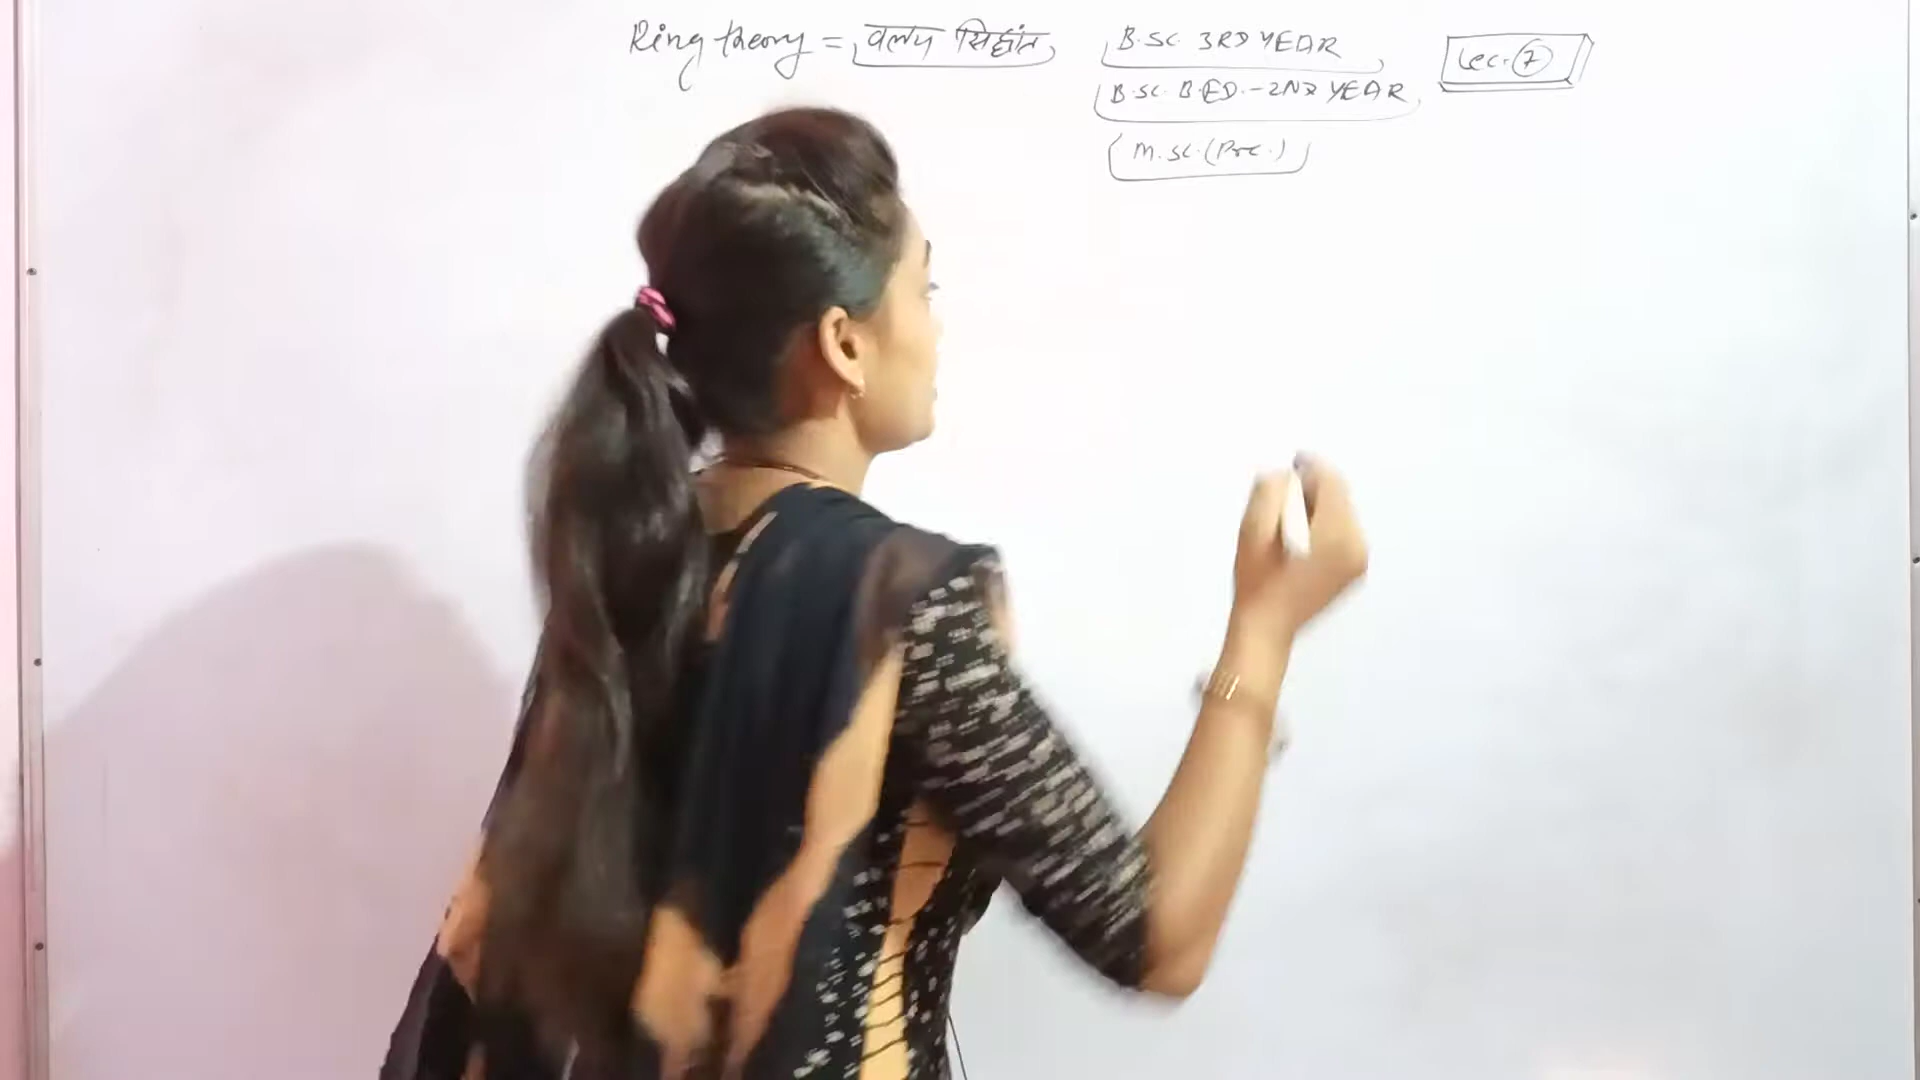 Ring theory = वलय सिद्धांत B.SC. 3RD YEAR Lec. 7
B.SC. B.ED. - 2ND YEAR
M.SC. (Pre.)